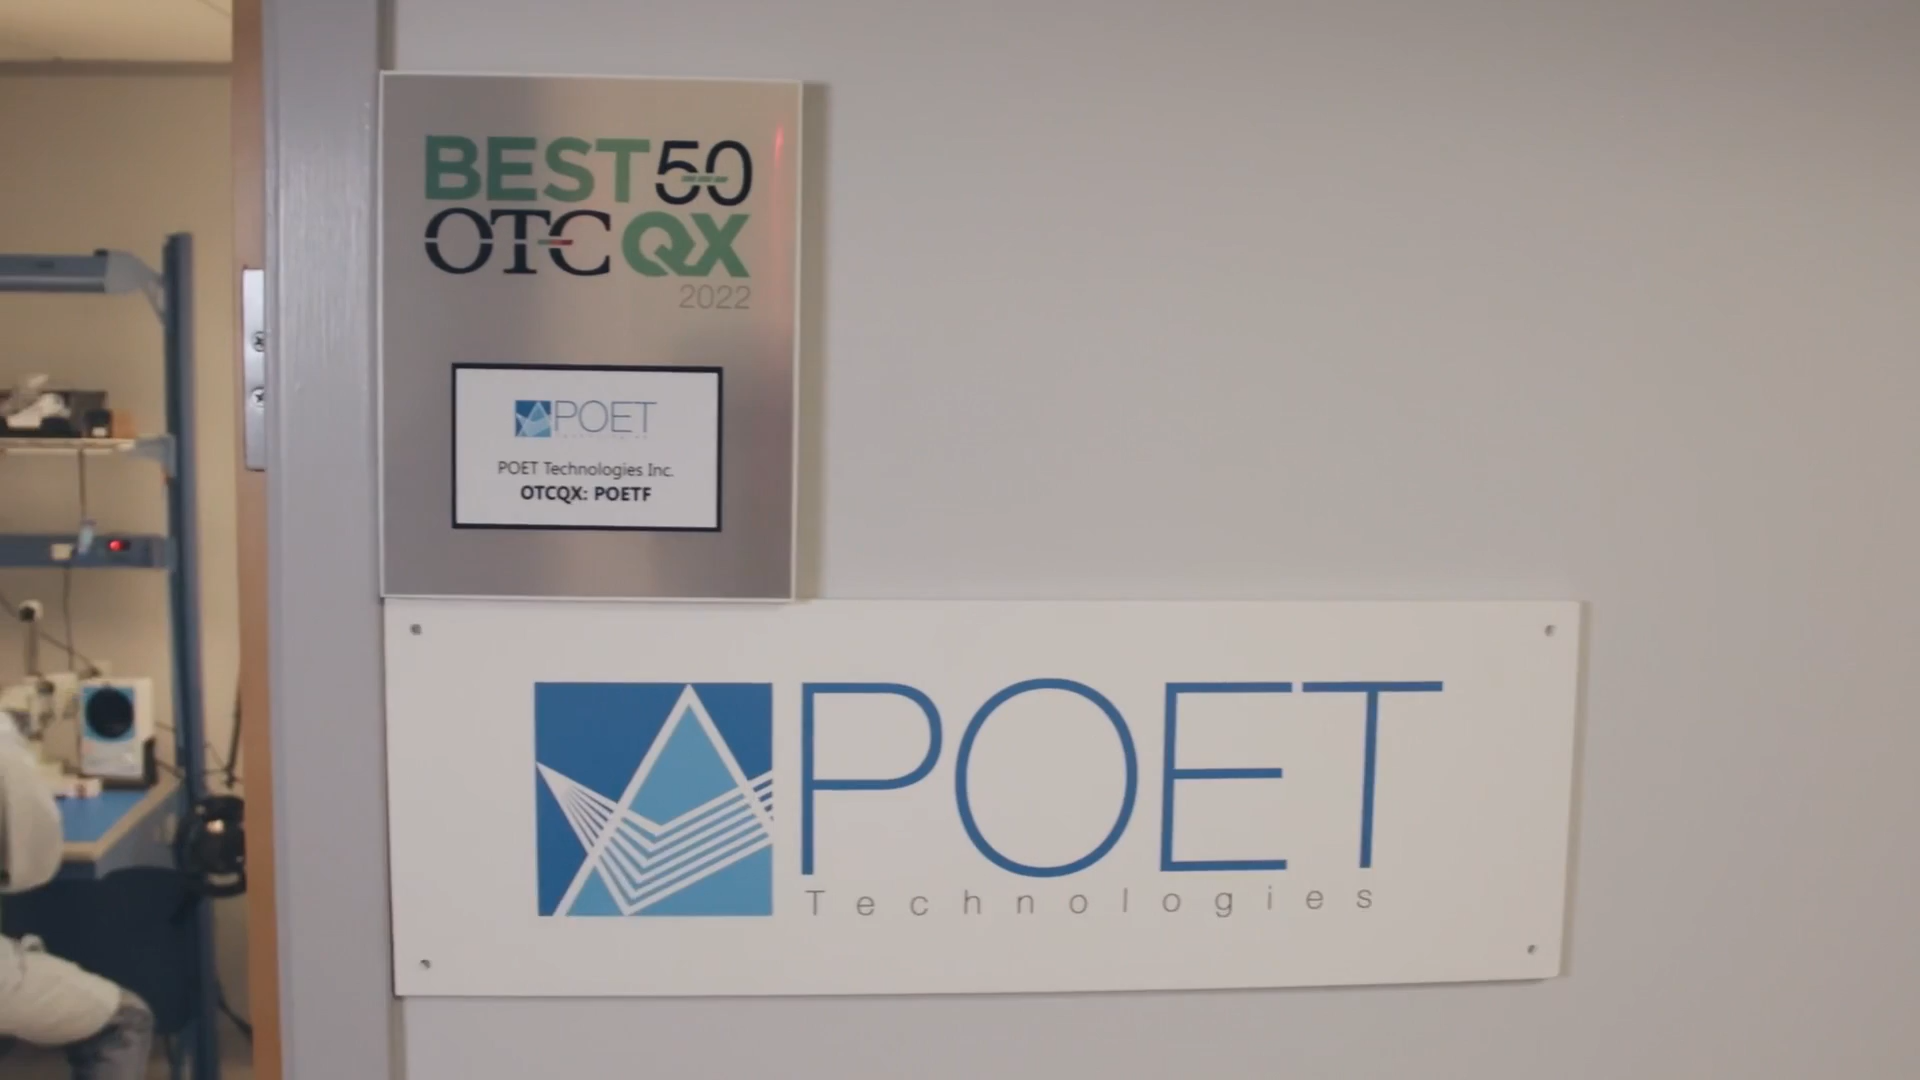 BEST 50
OTCQX
2022
POET
POET Technologies Inc.
OTCQX: POETF
POET
Technologies